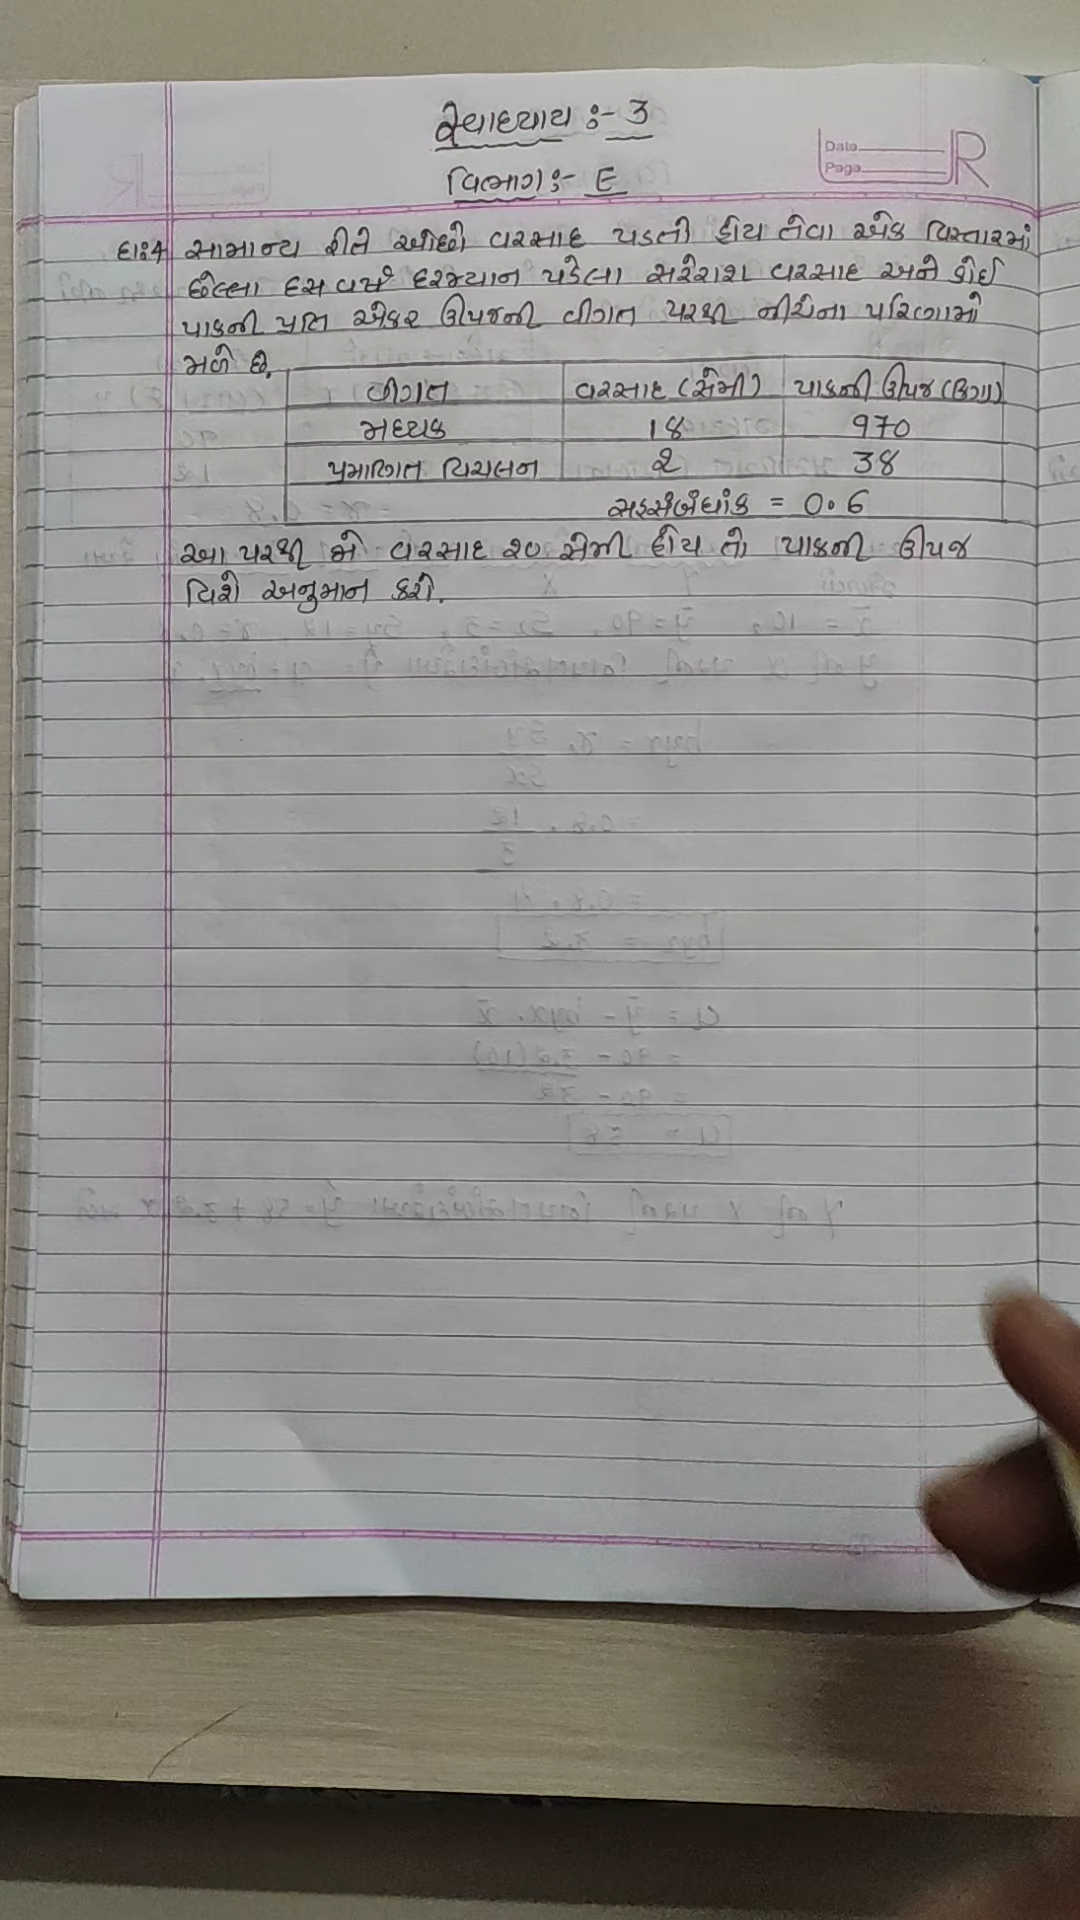 સ્વાધ્યાય :- 3
વિભાગ :- E
Date
Page
R
દા:4 સામાન્ય રીતે ઓછો વરસાદ પડતો હોય તેવા એક વિસ્તારમાં
છેલ્લા દસ વર્ષ દરમ્યાન પડેલા સરેરાશ વરસાદ અને કોઈ
પાકની પ્રતિ એકર ઊપજની વીગત પરથી નીચેના પરિણામો
મળે છે.
વીગત વરસાદ (સેમી) પાકની ઊપજ (કિગ્રા)
મધ્યક 18 970
પ્રમાણિત વિચલન 2 38
સહસંબંધાંક = 0.6
આ પરથી જો વરસાદ ૨૦ સેમી હોય તો પાકની ઊપજ
વિશે અનુમાન કરો.